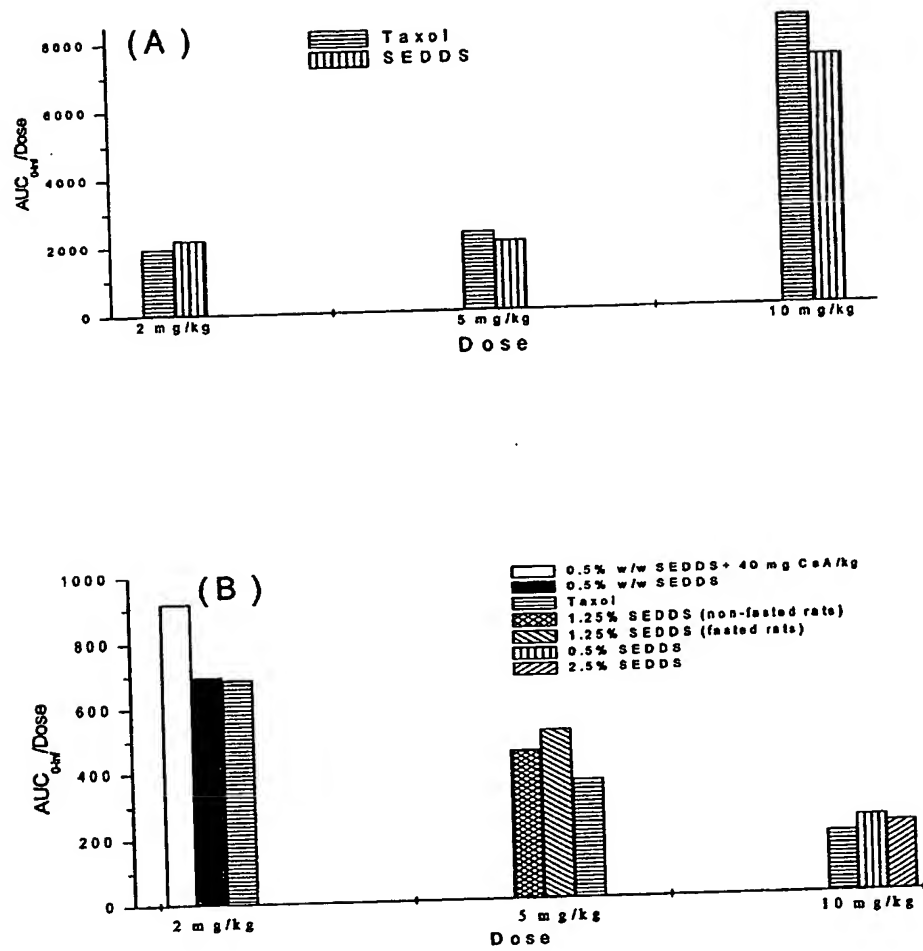 (A)
Taxol
SEDDS
8000
6000
4000
2000
0
AUC0-inf/Dose
2 mg/kg
5 mg/kg
10 mg/kg
Dose
(B)
0.5% w/w SEDDS+ 40 mg CsA/kg
0.5% w/w SEDDS
Taxol
1.25% SEDDS (non-fasted rats)
1.25% SEDDS (fasted rats)
0.5% SEDDS
2.5% SEDDS
1000
800
600
400
200
0
AUC0-inf/Dose
2 mg/kg
5 mg/kg
10 mg/kg
Dose